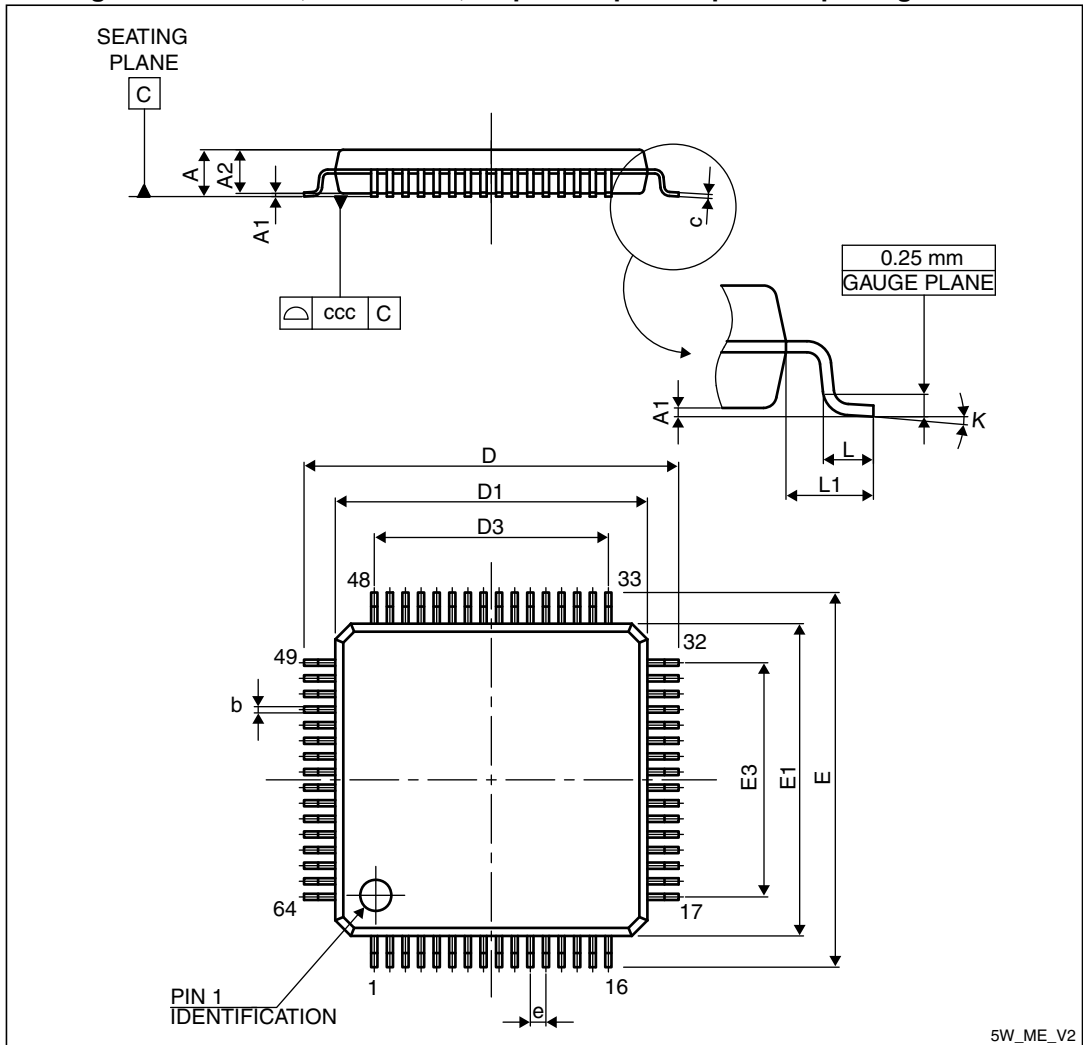 SEATING
PLANE
C
A
A2
A1
c
ccc C
0.25 mm
GAUGE PLANE
A1
K
L
L1
D
D1
D3
48
33
49
32
b
E3
E1
E
64
17
1
16
PIN 1
IDENTIFICATION
e
5W_ME_V2